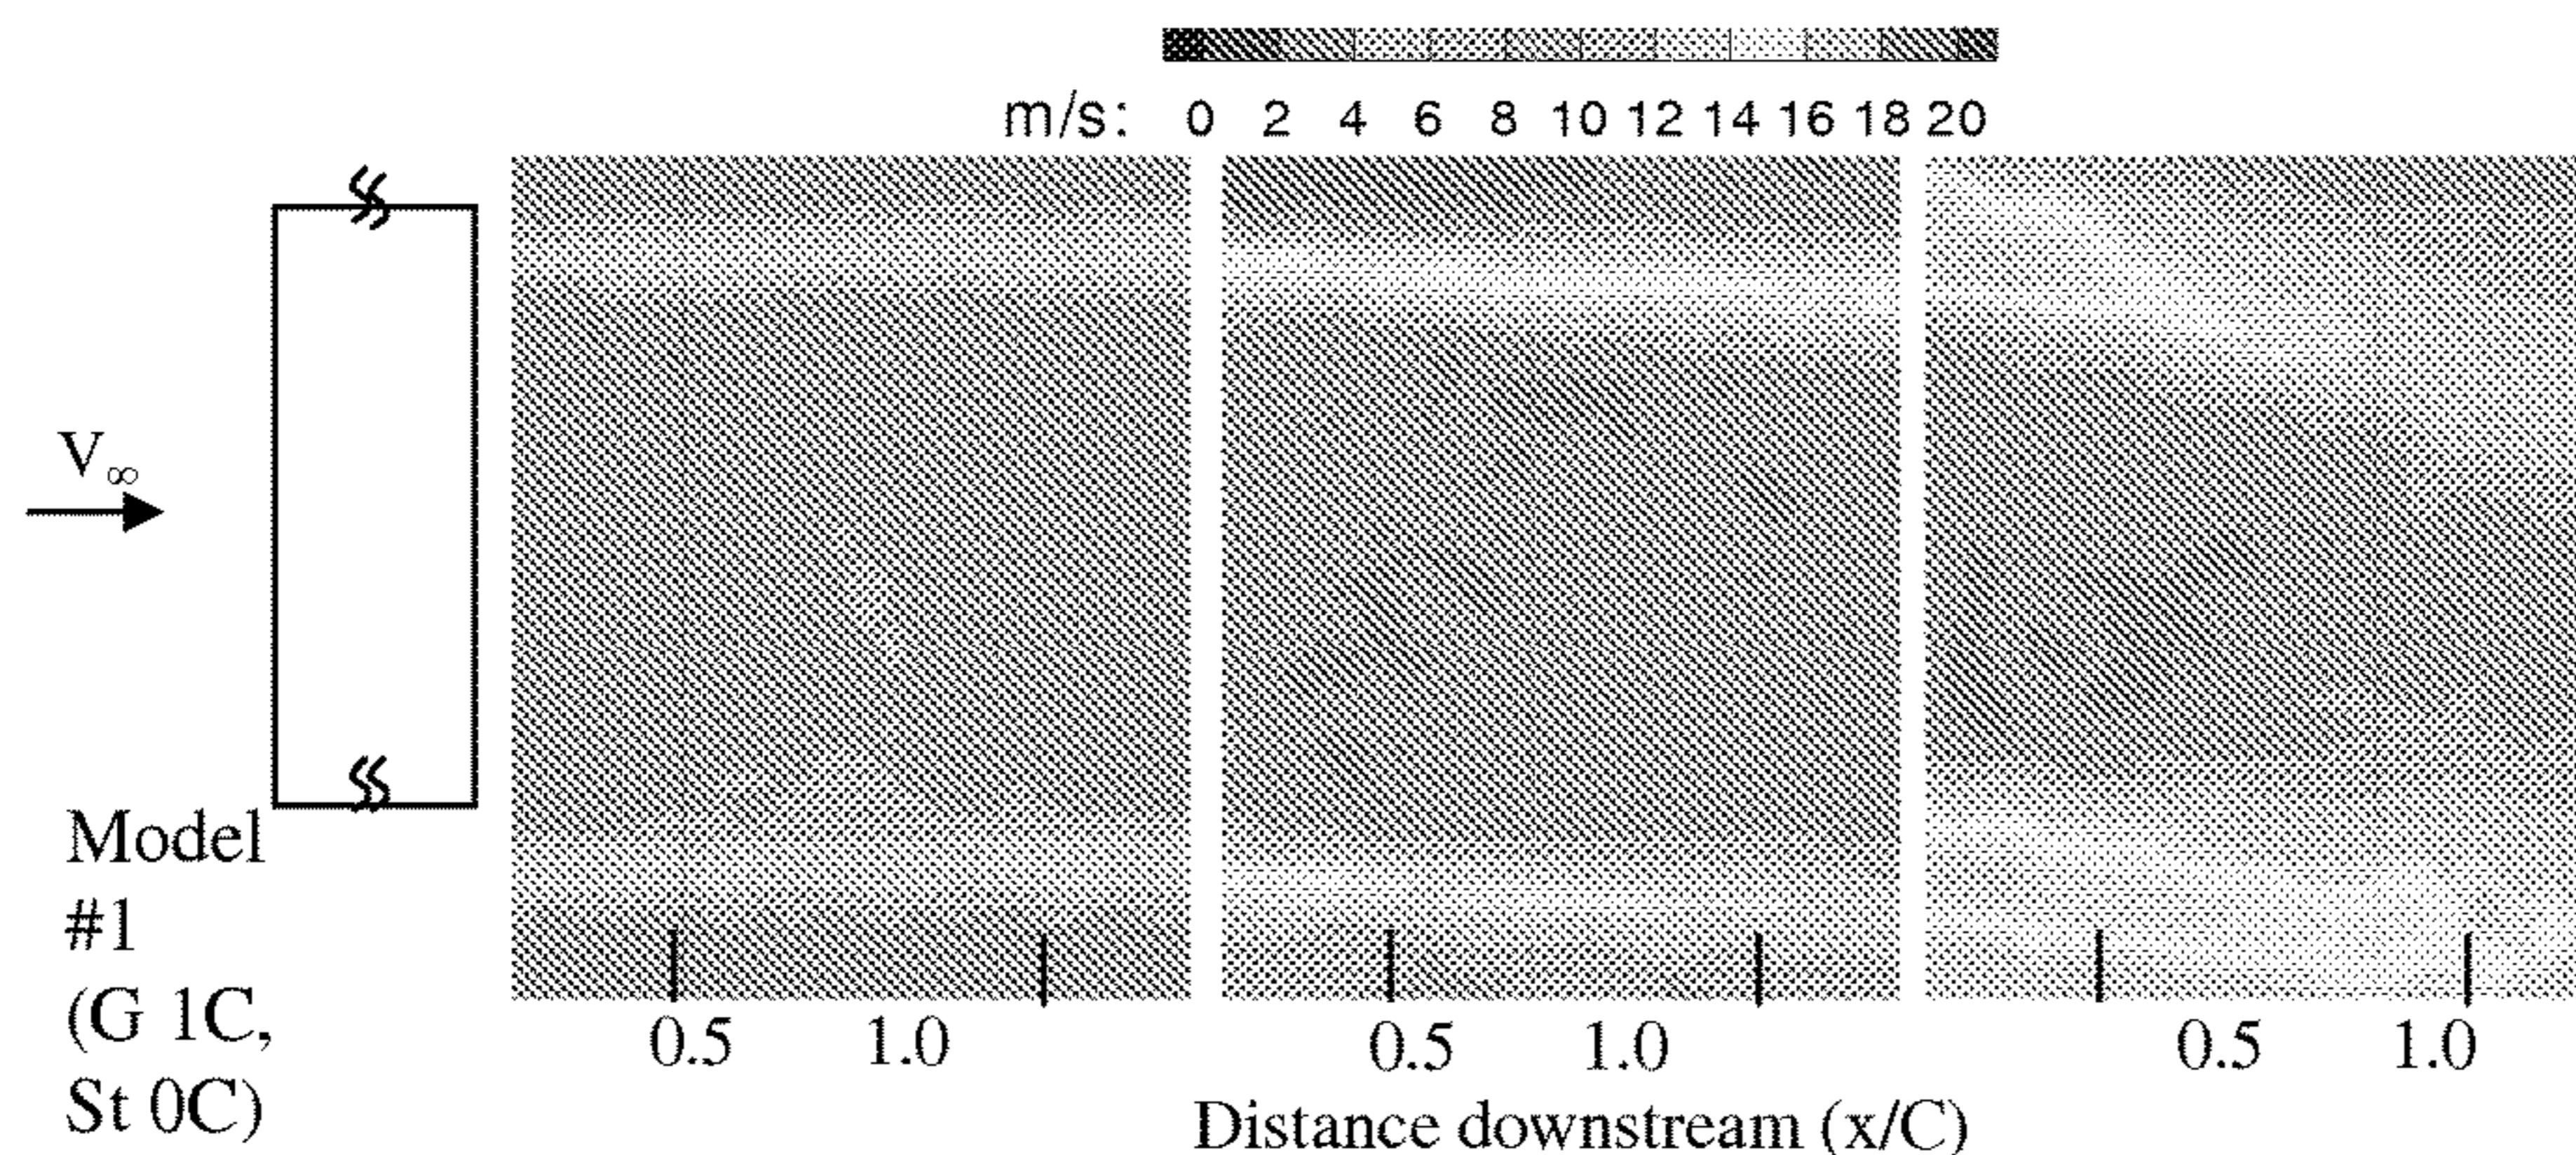 m/s: 0 2 4 6 8 10 12 14 16 18 20
V∞
Model
#1
(G 1C,
St 0C)
0.5 1.0 0.5 1.0 0.5 1.0
Distance downstream (x/C)